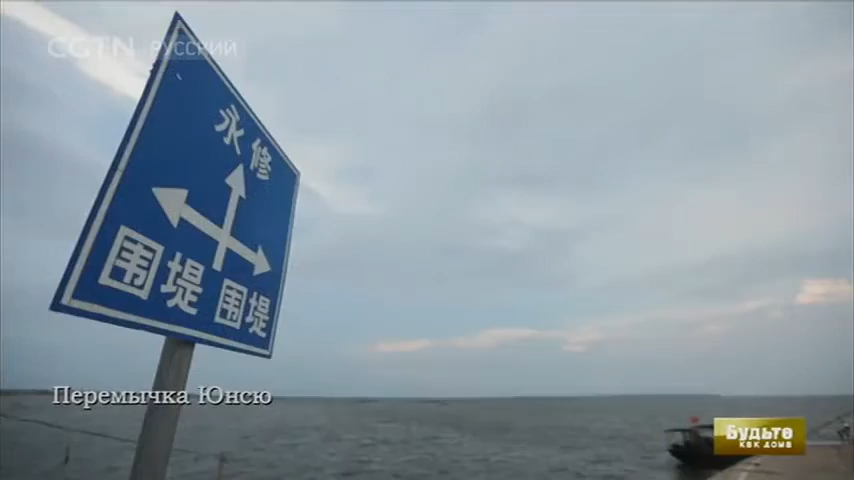 CGTN РУССКИЙ
永修
围堤 围堤
Перемычка Юнсю
Будьте
как дома